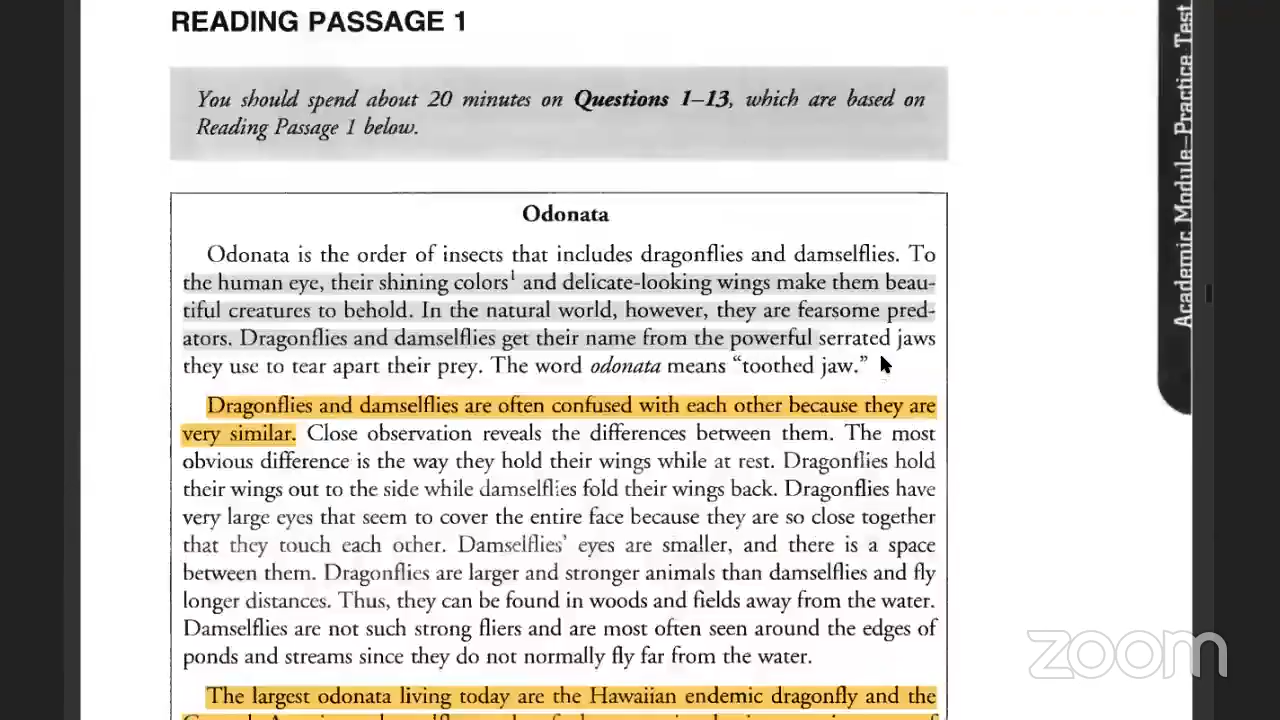 READING PASSAGE 1
You should spend about 20 minutes on Questions 1–13, which are based on
Reading Passage 1 below.
Odonata
Odonata is the order of insects that includes dragonflies and damselflies. To
the human eye, their shining colors¹ and delicate-looking wings make them beau-
tiful creatures to behold. In the natural world, however, they are fearsome pred-
ators. Dragonflies and damselflies get their name from the powerful serrated jaws
they use to tear apart their prey. The word odonata means “toothed jaw.”
Dragonflies and damselflies are often confused with each other because they are
very similar. Close observation reveals the differences between them. The most
obvious difference is the way they hold their wings while at rest. Dragonflies hold
their wings out to the side while damselflies fold their wings back. Dragonflies have
very large eyes that seem to cover the entire face because they are so close together
that they touch each other. Damselflies’ eyes are smaller, and there is a space
between them. Dragonflies are larger and stronger animals than damselflies and fly
longer distances. Thus, they can be found in woods and fields away from the water.
Damselflies are not such strong fliers and are most often seen around the edges of
ponds and streams since they do not normally fly far from the water.
The largest odonata living today are the Hawaiian endemic dragonfly and the
Academic Module–Practice Test
zoom